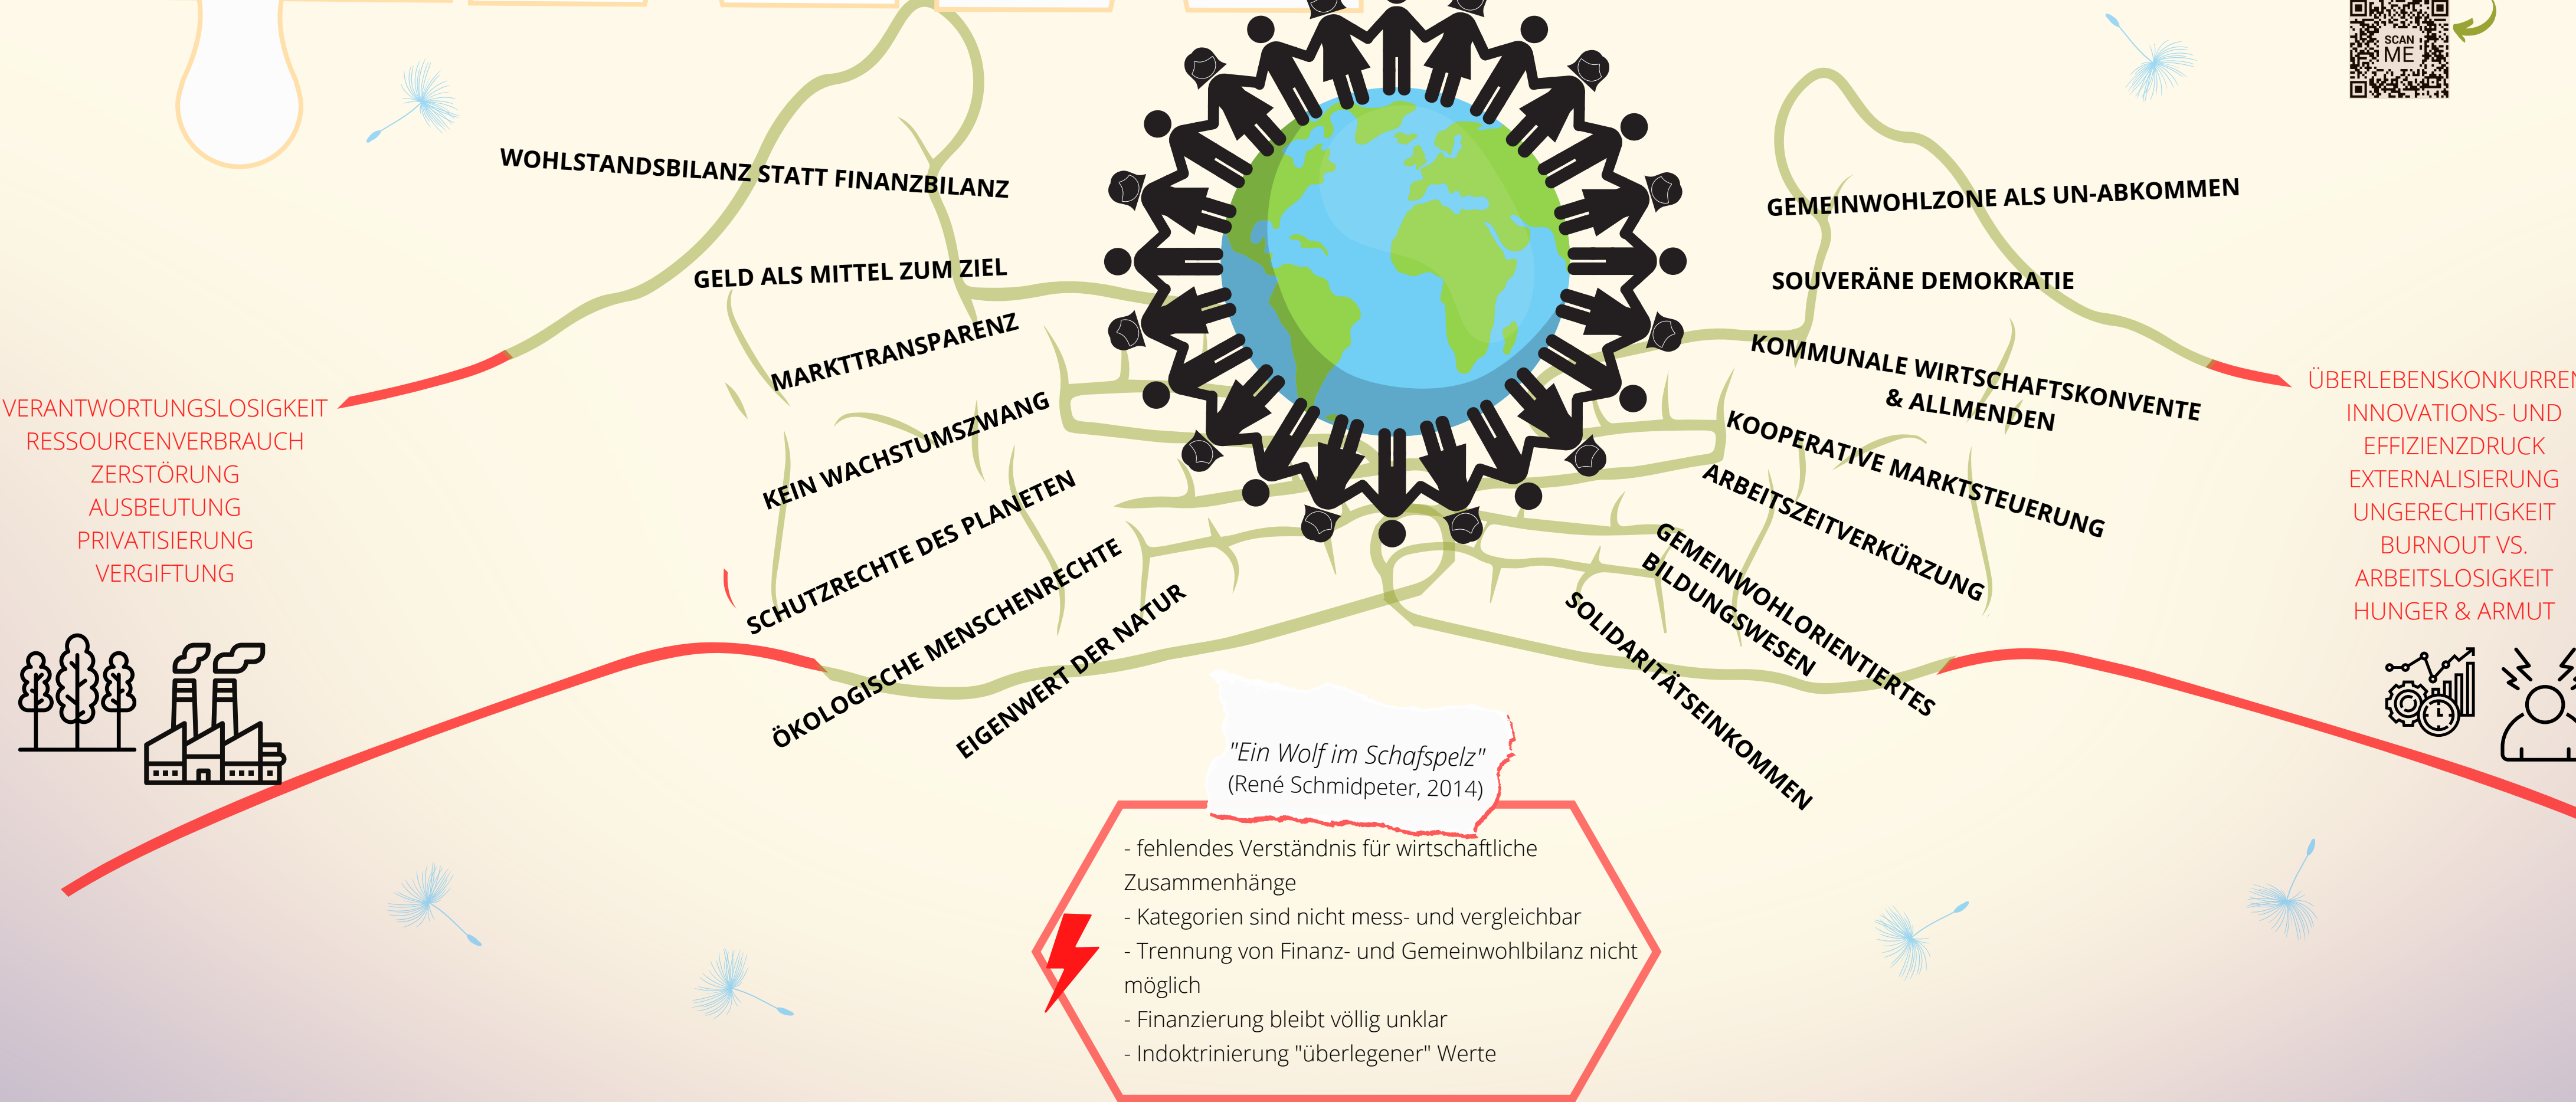 SCAN
ME
WOHLSTANDSBILANZ STATT FINANZBILANZ
GELD ALS MITTEL ZUM ZIEL
MARKTTRANSPARENZ
KEIN WACHSTUMSZWANG
SCHUTZRECHTE DES PLANETEN
ÖKOLOGISCHE MENSCHENRECHTE
EIGENWERT DER NATUR
GEMEINWOHLZONE ALS UN-ABKOMMEN
SOUVERÄNE DEMOKRATIE
KOMMUNALE WIRTSCHAFTSKONVENTE
& ALLMENDEN
KOOPERATIVE MARKTSTEUERUNG
ARBEITSZEITVERKÜRZUNG
GEMEINWOHLORIENTIERTES
BILDUNGSWESEN
SOLIDARITÄTSEINKOMMEN
VERANTWORTUNGSLOSIGKEIT
RESSOURCENVERBRAUCH
ZERSTÖRUNG
AUSBEUTUNG
PRIVATISIERUNG
VERGIFTUNG
INNOVATIONS- UND
EFFIZIENZDRUCK
EXTERNALISIERUNG
UNGERECHTIGKEIT
BURNOUT VS.
ARBEITSLOSIGKEIT
HUNGER & ARMUT
"Ein Wolf im Schafspelz"
(René Schmidpeter, 2014)
- fehlendes Verständnis für wirtschaftliche
Zusammenhänge
- Kategorien sind nicht mess- und vergleichbar
- Trennung von Finanz- und Gemeinwohlbilanz nicht
möglich
- Finanzierung bleibt völlig unklar
- Indoktrinierung "überlegener" Werte